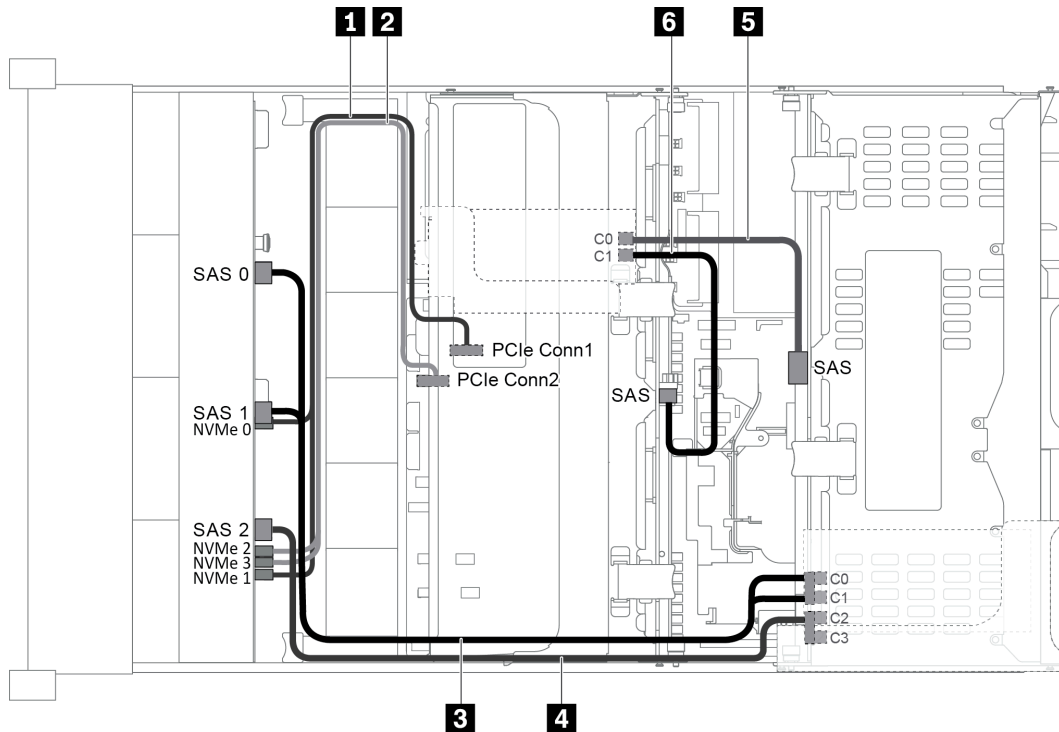 1 2 6 5
C0
C1
SAS 0
PCIe Conn1
SAS
PCIe Conn2
SAS
SAS 1
NVMe 0
SAS 2
NVMe 2
NVMe 3
NVMe 1
C0
C1
C2
C3
3 4